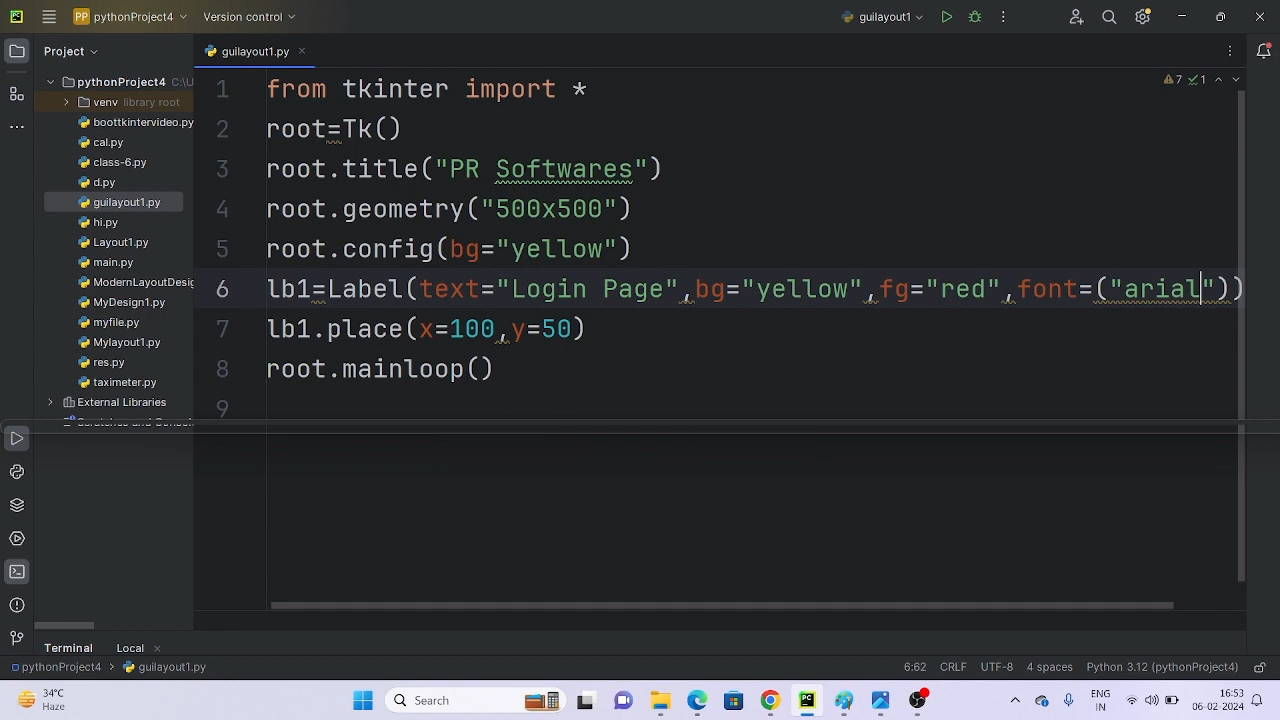 PP pythonProject4 Version control guilayout1
Project guilayout1.py
pythonProject4 C:\U
venv library root
boottkintervideo.py
cal.py
class-6.py
d.py
guilayout1.py
hi.py
Layout1.py
main.py
ModernLayoutDesig
MyDesign1.py
myfile.py
Mylayout1.py
res.py
taximeter.py
External Libraries
7 1
1 from tkinter import *
2 root=Tk()
3 root.title("PR Softwares")
4 root.geometry("500x500")
5 root.config(bg="yellow")
6 lb1=Label(text="Login Page",bg="yellow",fg="red",font=("arial"))
7 lb1.place(x=100,y=50)
8 root.mainloop()
9
Terminal Local
pythonProject4 guilayout1.py 6:62 CRLF UTF-8 4 spaces Python 3.12 (pythonProject4)
34°C
Haze
Search
ENG
IN
16:53
06-02-2024